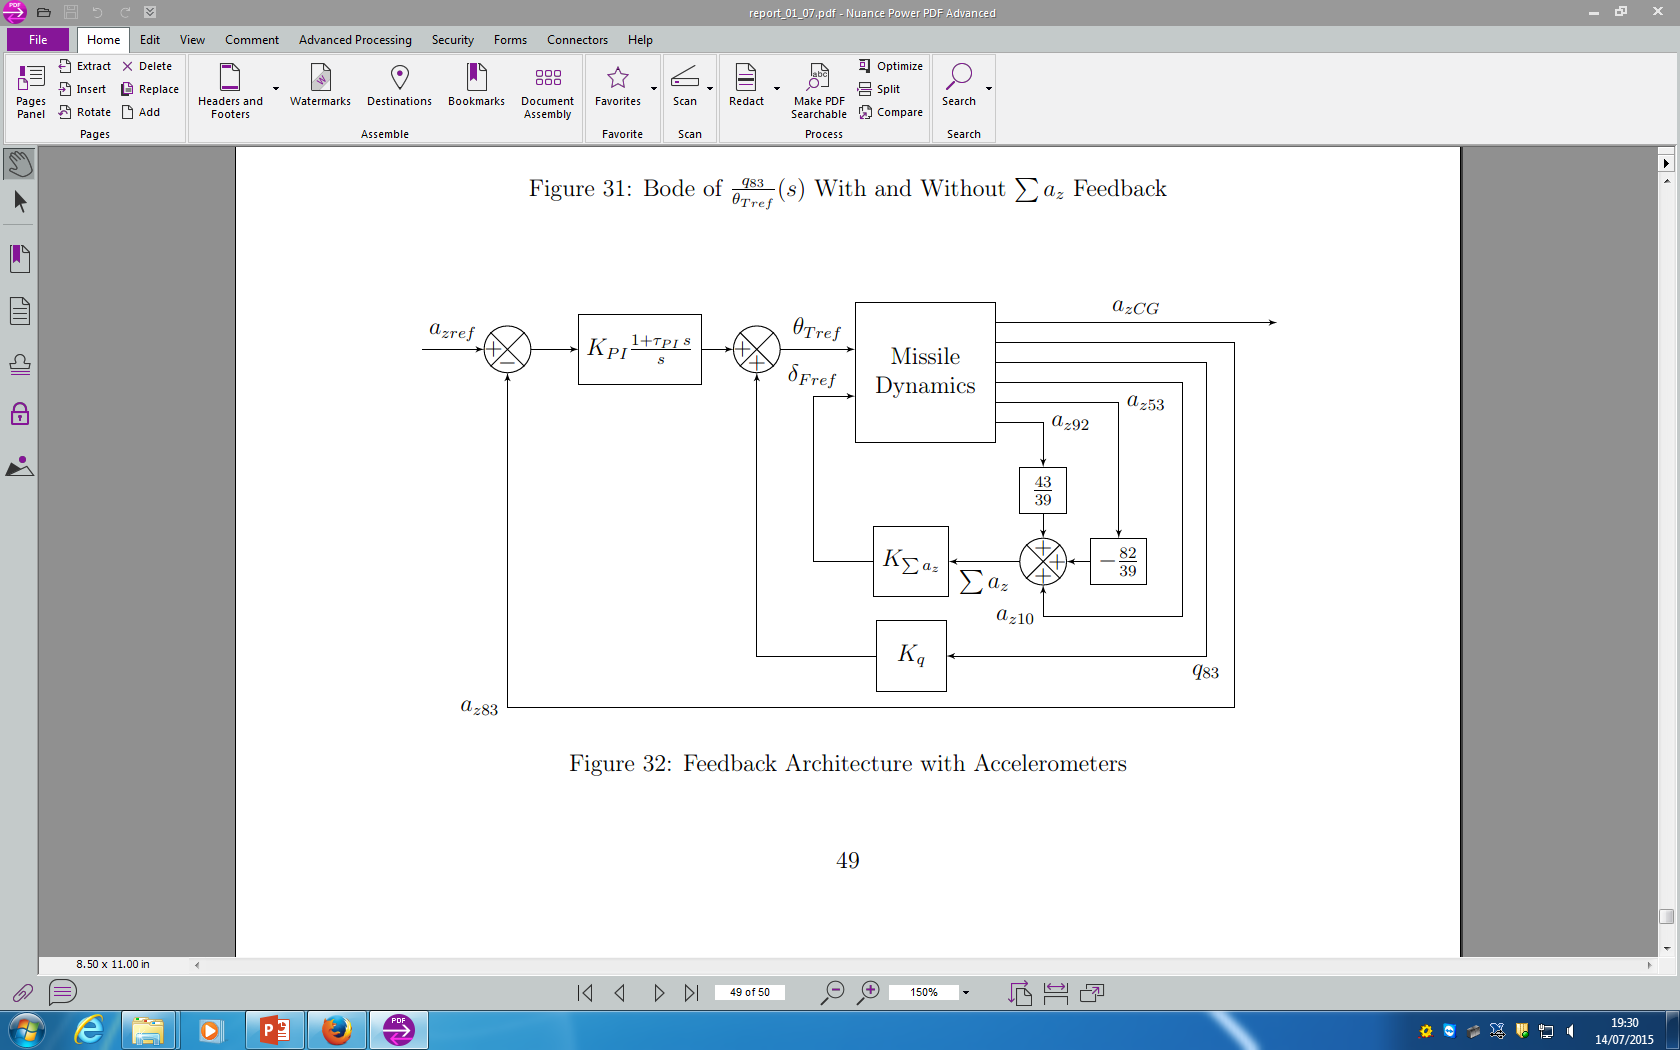 report_01_07.pdf - Nuance Power PDF Advanced
File Home Edit View Comment Advanced Processing Security Forms Connectors Help
Pages Panel
Extract
Insert
Rotate
Delete
Replace
Add
Pages
Headers and Footers
Watermarks
Destinations
Bookmarks
Document Assembly
Assemble
Favorites
Favorite
Scan
Scan
Redact
Make PDF Searchable
Optimize
Split
Compare
Process
Search
Search
Figure 31: Bode of q83/θTref (s) With and Without ∑ az Feedback
azCG
azref
+
−
KPI 1+τPI s/s
+
+
θTref
δFref
Missile
Dynamics
az53
az92
43/39
K∑ az
∑ az
+
+
+
−82/39
az10
Kq
q83
az83
Figure 32: Feedback Architecture with Accelerometers
49
8.50 x 11.00 in
49 of 50
150%
PDF
19:30
14/07/2015